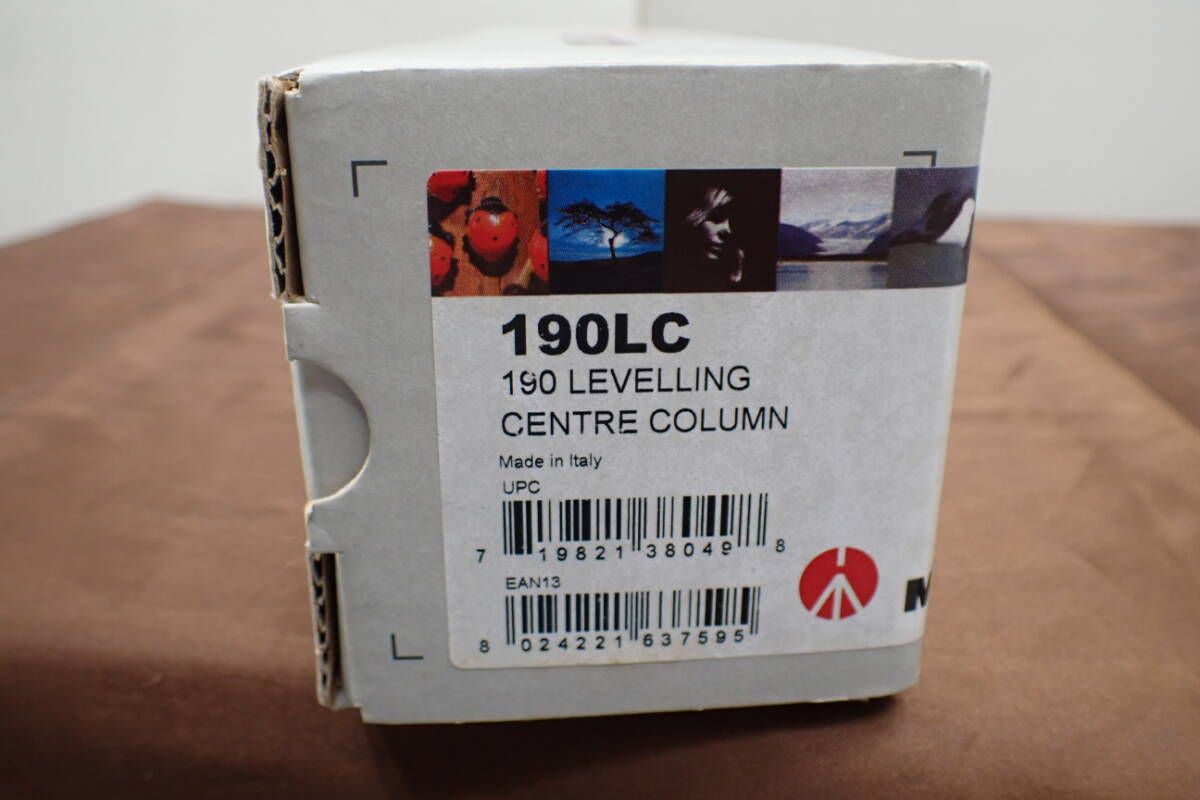 190LC
190 LEVELLING
CENTRE COLUMN
Made in Italy
UPC
7 19821 38049 8
EAN13
8 024221 637595
M